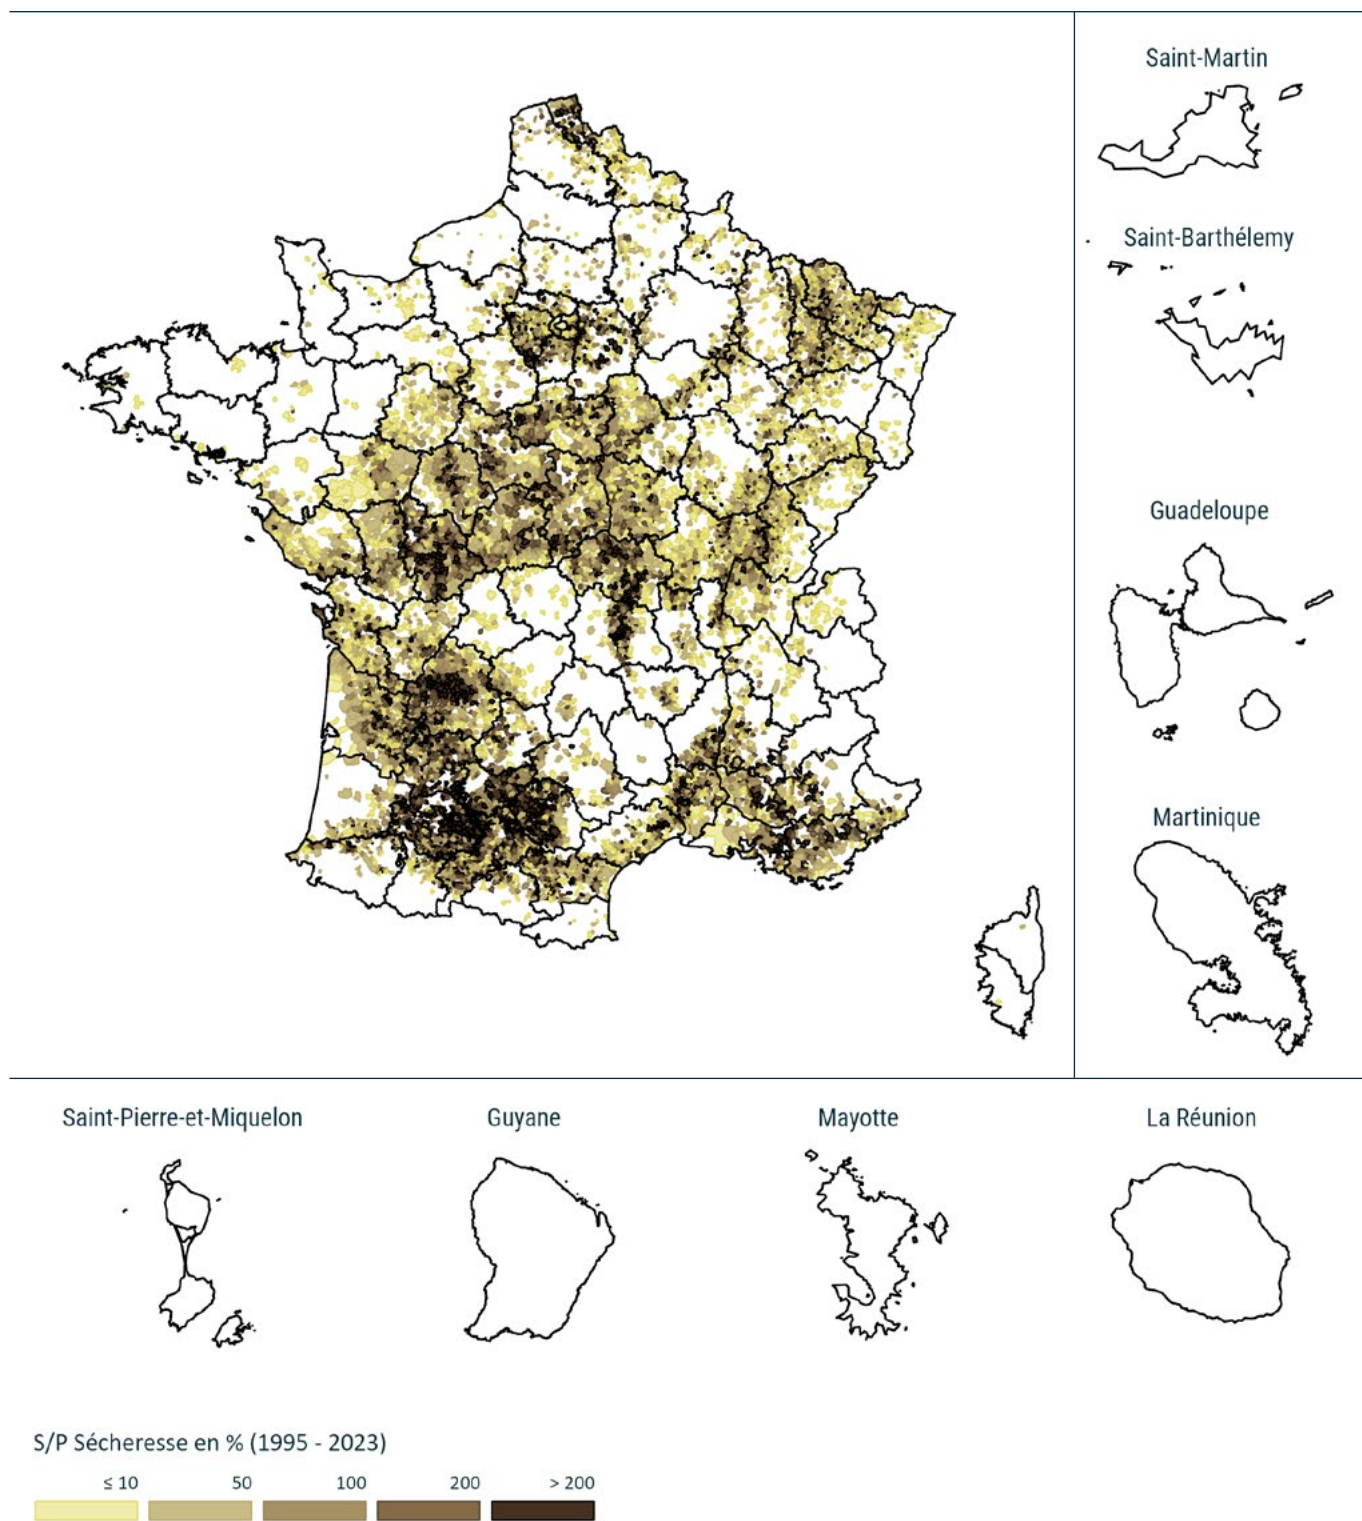 Saint-Martin
Saint-Barthélemy
Guadeloupe
Martinique
Saint-Pierre-et-Miquelon
Guyane
Mayotte
La Réunion
S/P Sécheresse en % (1995 - 2023)
≤ 10 50 100 200 > 200